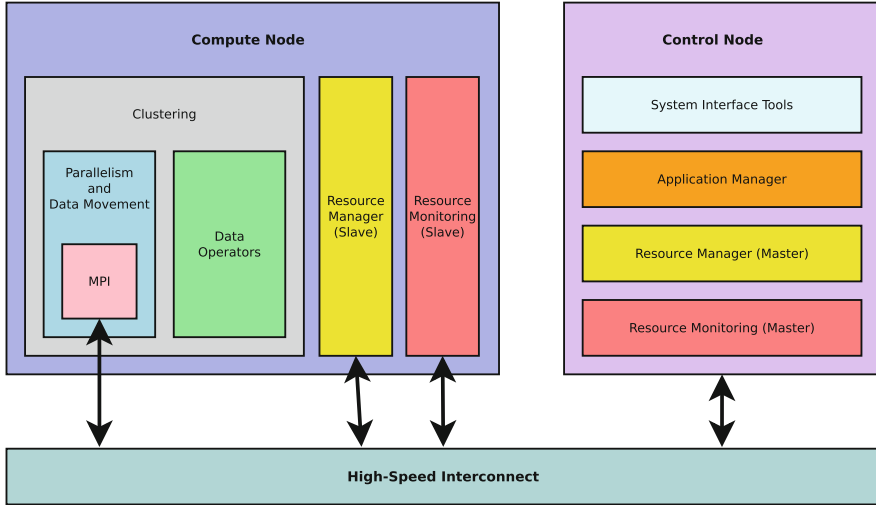 Compute Node
Clustering
Parallelism
and
Data Movement
MPI
Data
Operators
Resource
Manager
(Slave)
Resource
Monitoring
(Slave)
Control Node
System Interface Tools
Application Manager
Resource Manager (Master)
Resource Monitoring (Master)
High-Speed Interconnect